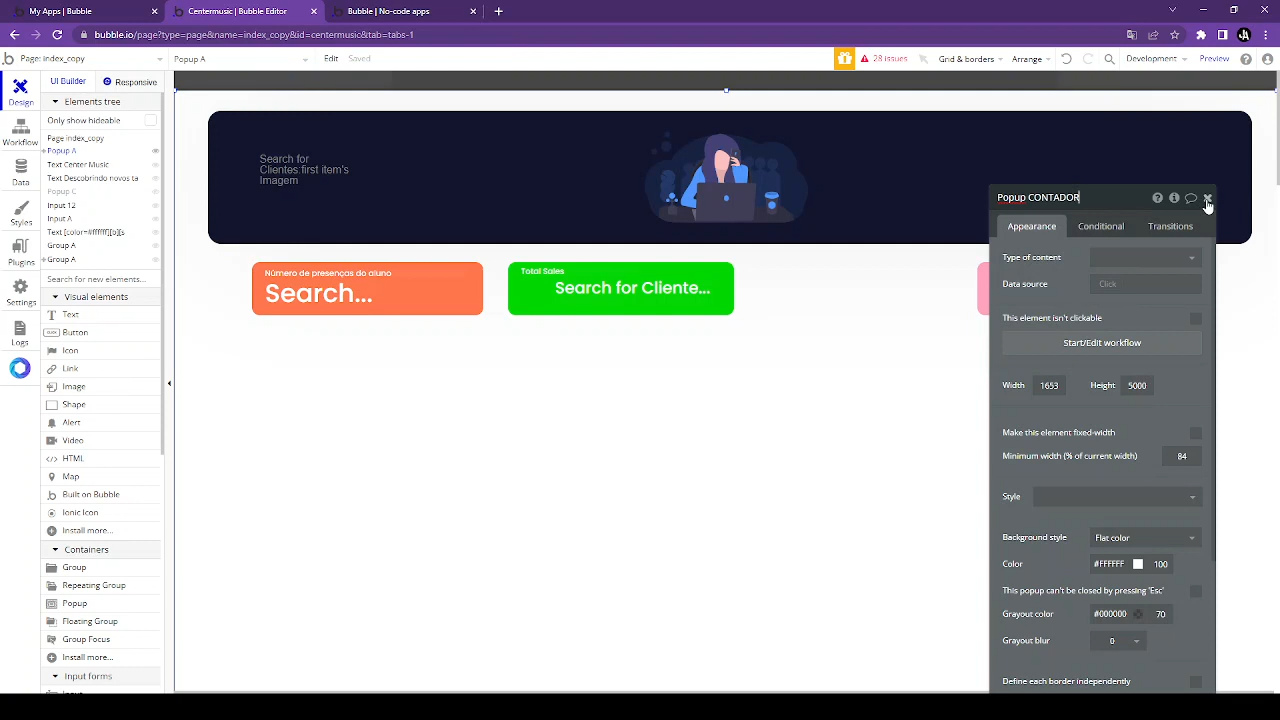 My Apps | Bubble
Centermusic | Bubble Editor
Bubble | No-code apps
bubble.io/page?type=page&name=index_copy&id=centermusic&tab=tabs-1
Page: index_copy
Popup A
Edit
Saved
28 issues
Grid & borders
Arrange
Development
Preview
Design
Workflow
Data
Styles
Plugins
Settings
Logs
UI Builder
Responsive
Elements tree
Only show hideable
Page index_copy
Popup A
Text Center Music
Text Descobrindo novos ta
Popup C
Input 12
Input A
Text [color=#ffffff][o][s
Group A
Group A
Search for new elements...
Visual elements
Text
CLICK
Button
Icon
Link
Image
Shape
Alert
Video
HTML
Map
Built on Bubble
Ionic Icon
Install more...
Containers
Group
Repeating Group
Popup
Floating Group
Group Focus
Install more...
Input forms
Search for
Clientes:first item's
Imagem
Número de presenças do aluno
Search...
Total Sales
Search for Cliente...
Popup CONTADOR
Appearance
Conditional
Transitions
Type of content
Data source
Click
This element isn't clickable
Start/Edit workflow
Width
1653
Height
5000
Make this element fixed-width
Minimum width (% of current width)
84
Style
Background style
Flat color
Color
#FFFFFF
100
This popup can't be closed by pressing 'Esc'
Grayout color
#000000
70
Grayout blur
0
Define each border independently